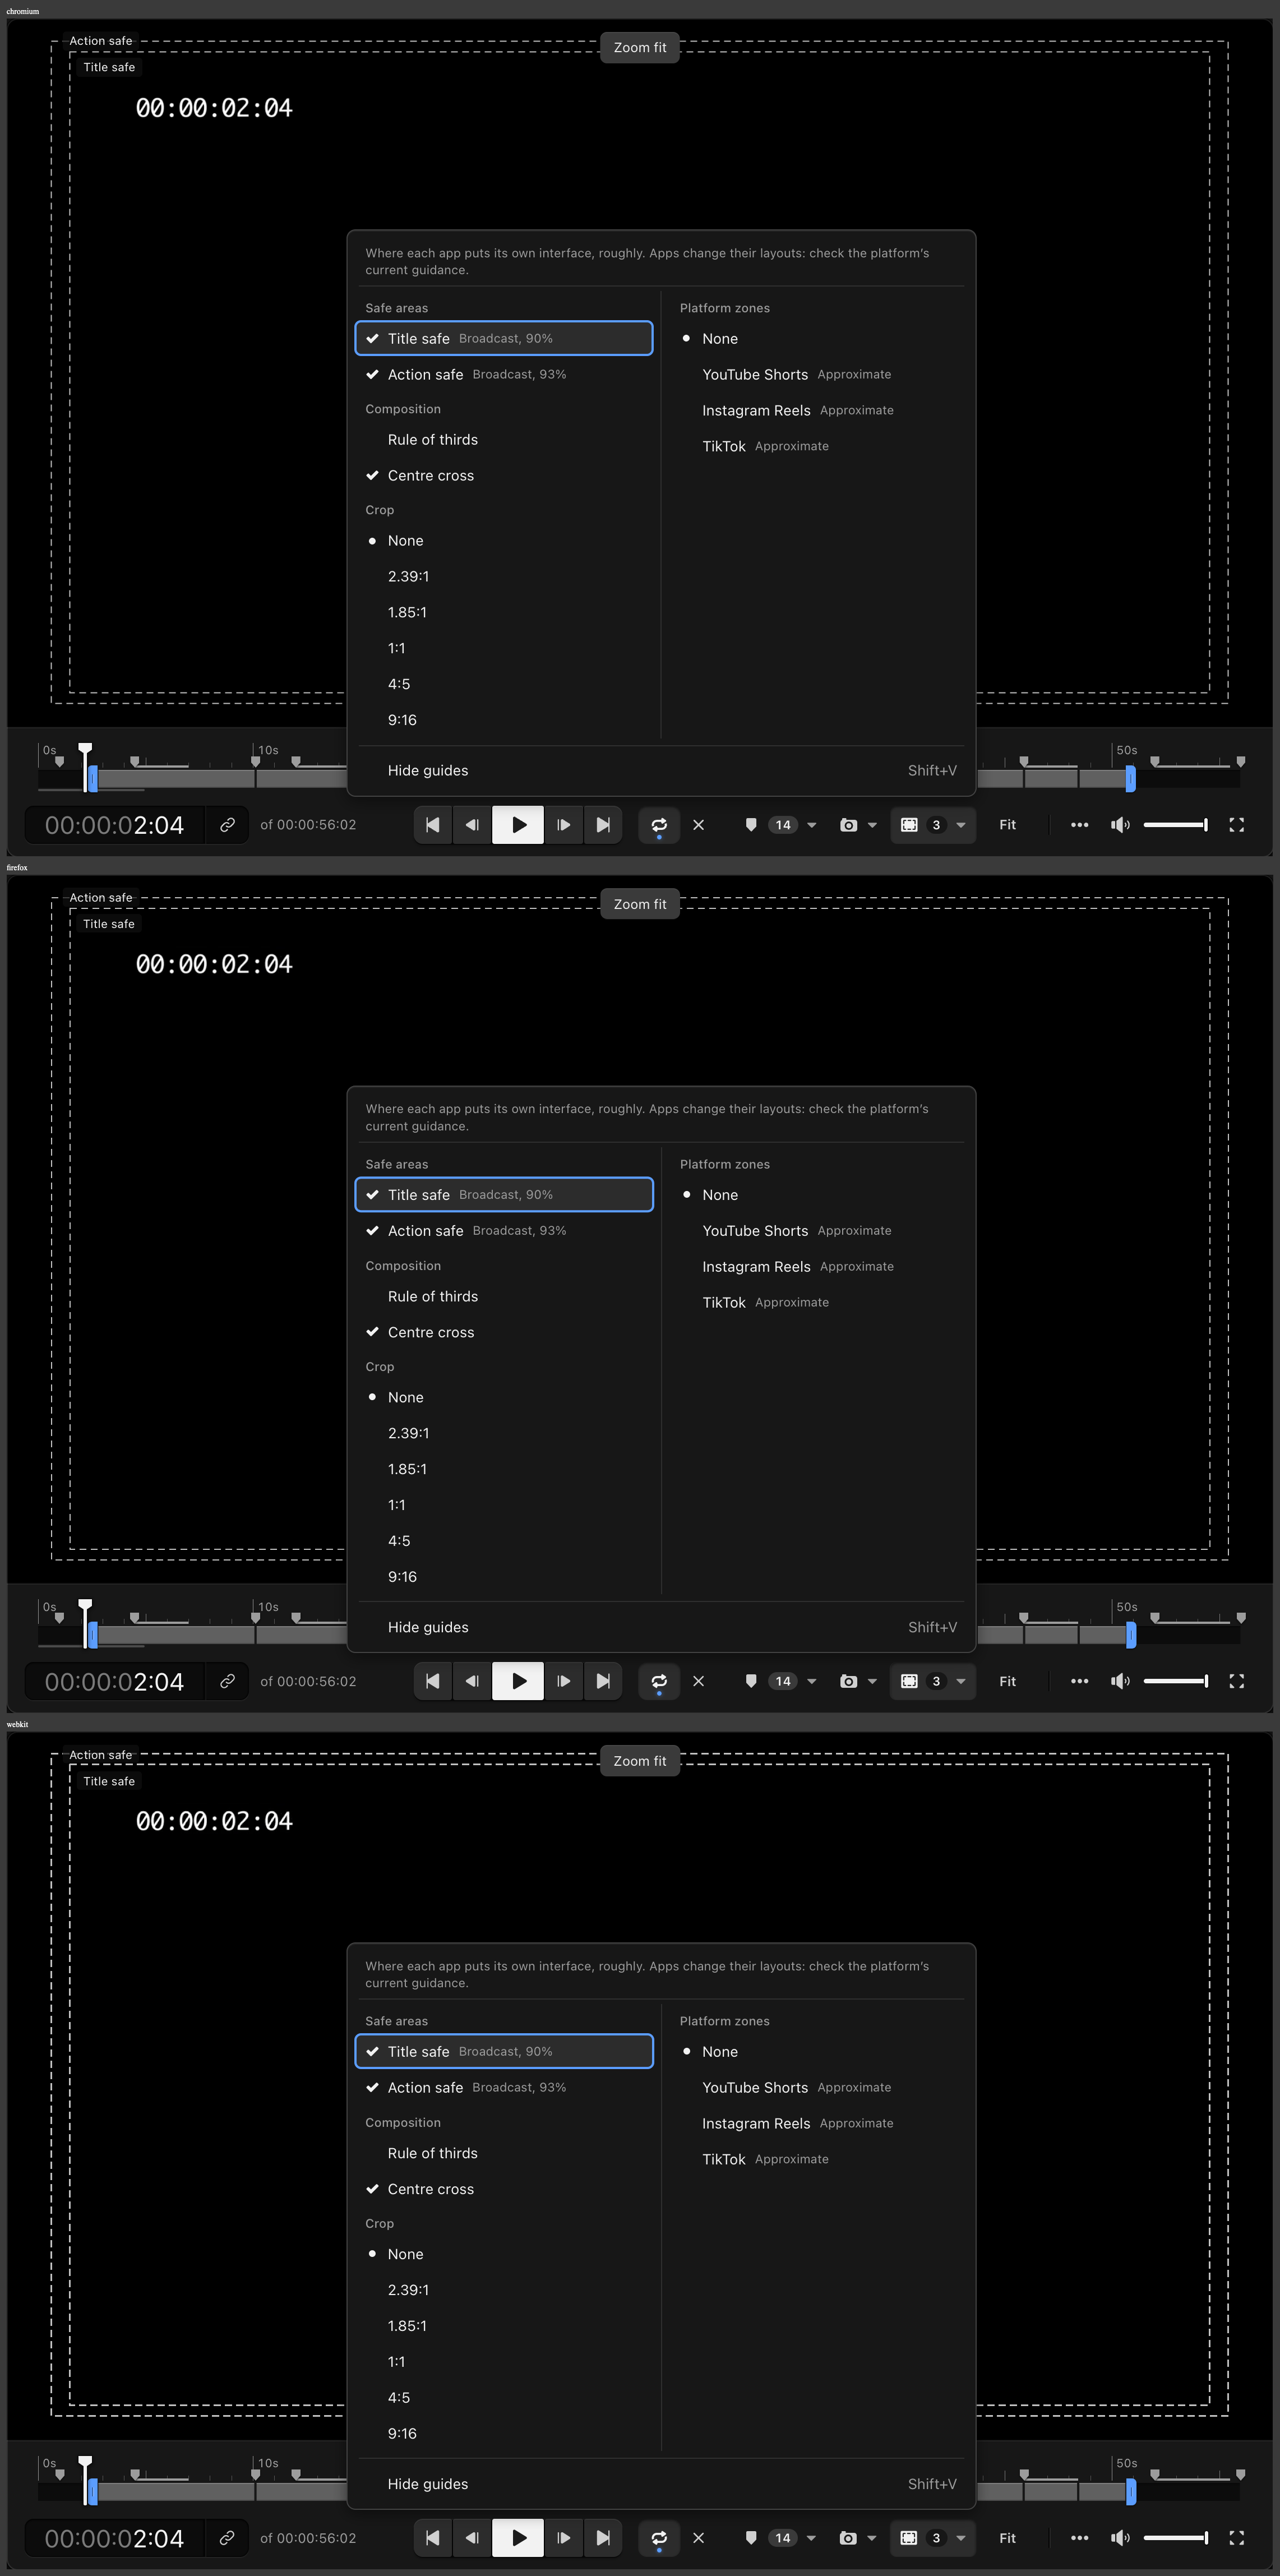 chromium
Action safe
Zoom fit
Title safe
00:00:02:04
Where each app puts its own interface, roughly. Apps change their layouts: check the platform's
current guidance.
Safe areas
Title safe Broadcast, 90%
Action safe Broadcast, 93%
Composition
Rule of thirds
Centre cross
Crop
None
2.39:1
1.85:1
1:1
4:5
9:16
Platform zones
None
YouTube Shorts Approximate
Instagram Reels Approximate
TikTok Approximate
Hide guides Shift+V
0s 10s 50s
00:00:02:04 of 00:00:56:02 14 3 Fit
firefox
Action safe
Zoom fit
Title safe
00:00:02:04
Where each app puts its own interface, roughly. Apps change their layouts: check the platform's
current guidance.
Safe areas
Title safe Broadcast, 90%
Action safe Broadcast, 93%
Composition
Rule of thirds
Centre cross
Crop
None
2.39:1
1.85:1
1:1
4:5
9:16
Platform zones
None
YouTube Shorts Approximate
Instagram Reels Approximate
TikTok Approximate
Hide guides Shift+V
0s 10s 50s
00:00:02:04 of 00:00:56:02 14 3 Fit
webkit
Action safe
Zoom fit
Title safe
00:00:02:04
Where each app puts its own interface, roughly. Apps change their layouts: check the platform's
current guidance.
Safe areas
Title safe Broadcast, 90%
Action safe Broadcast, 93%
Composition
Rule of thirds
Centre cross
Crop
None
2.39:1
1.85:1
1:1
4:5
9:16
Platform zones
None
YouTube Shorts Approximate
Instagram Reels Approximate
TikTok Approximate
Hide guides Shift+V
0s 10s 50s
00:00:02:04 of 00:00:56:02 14 3 Fit